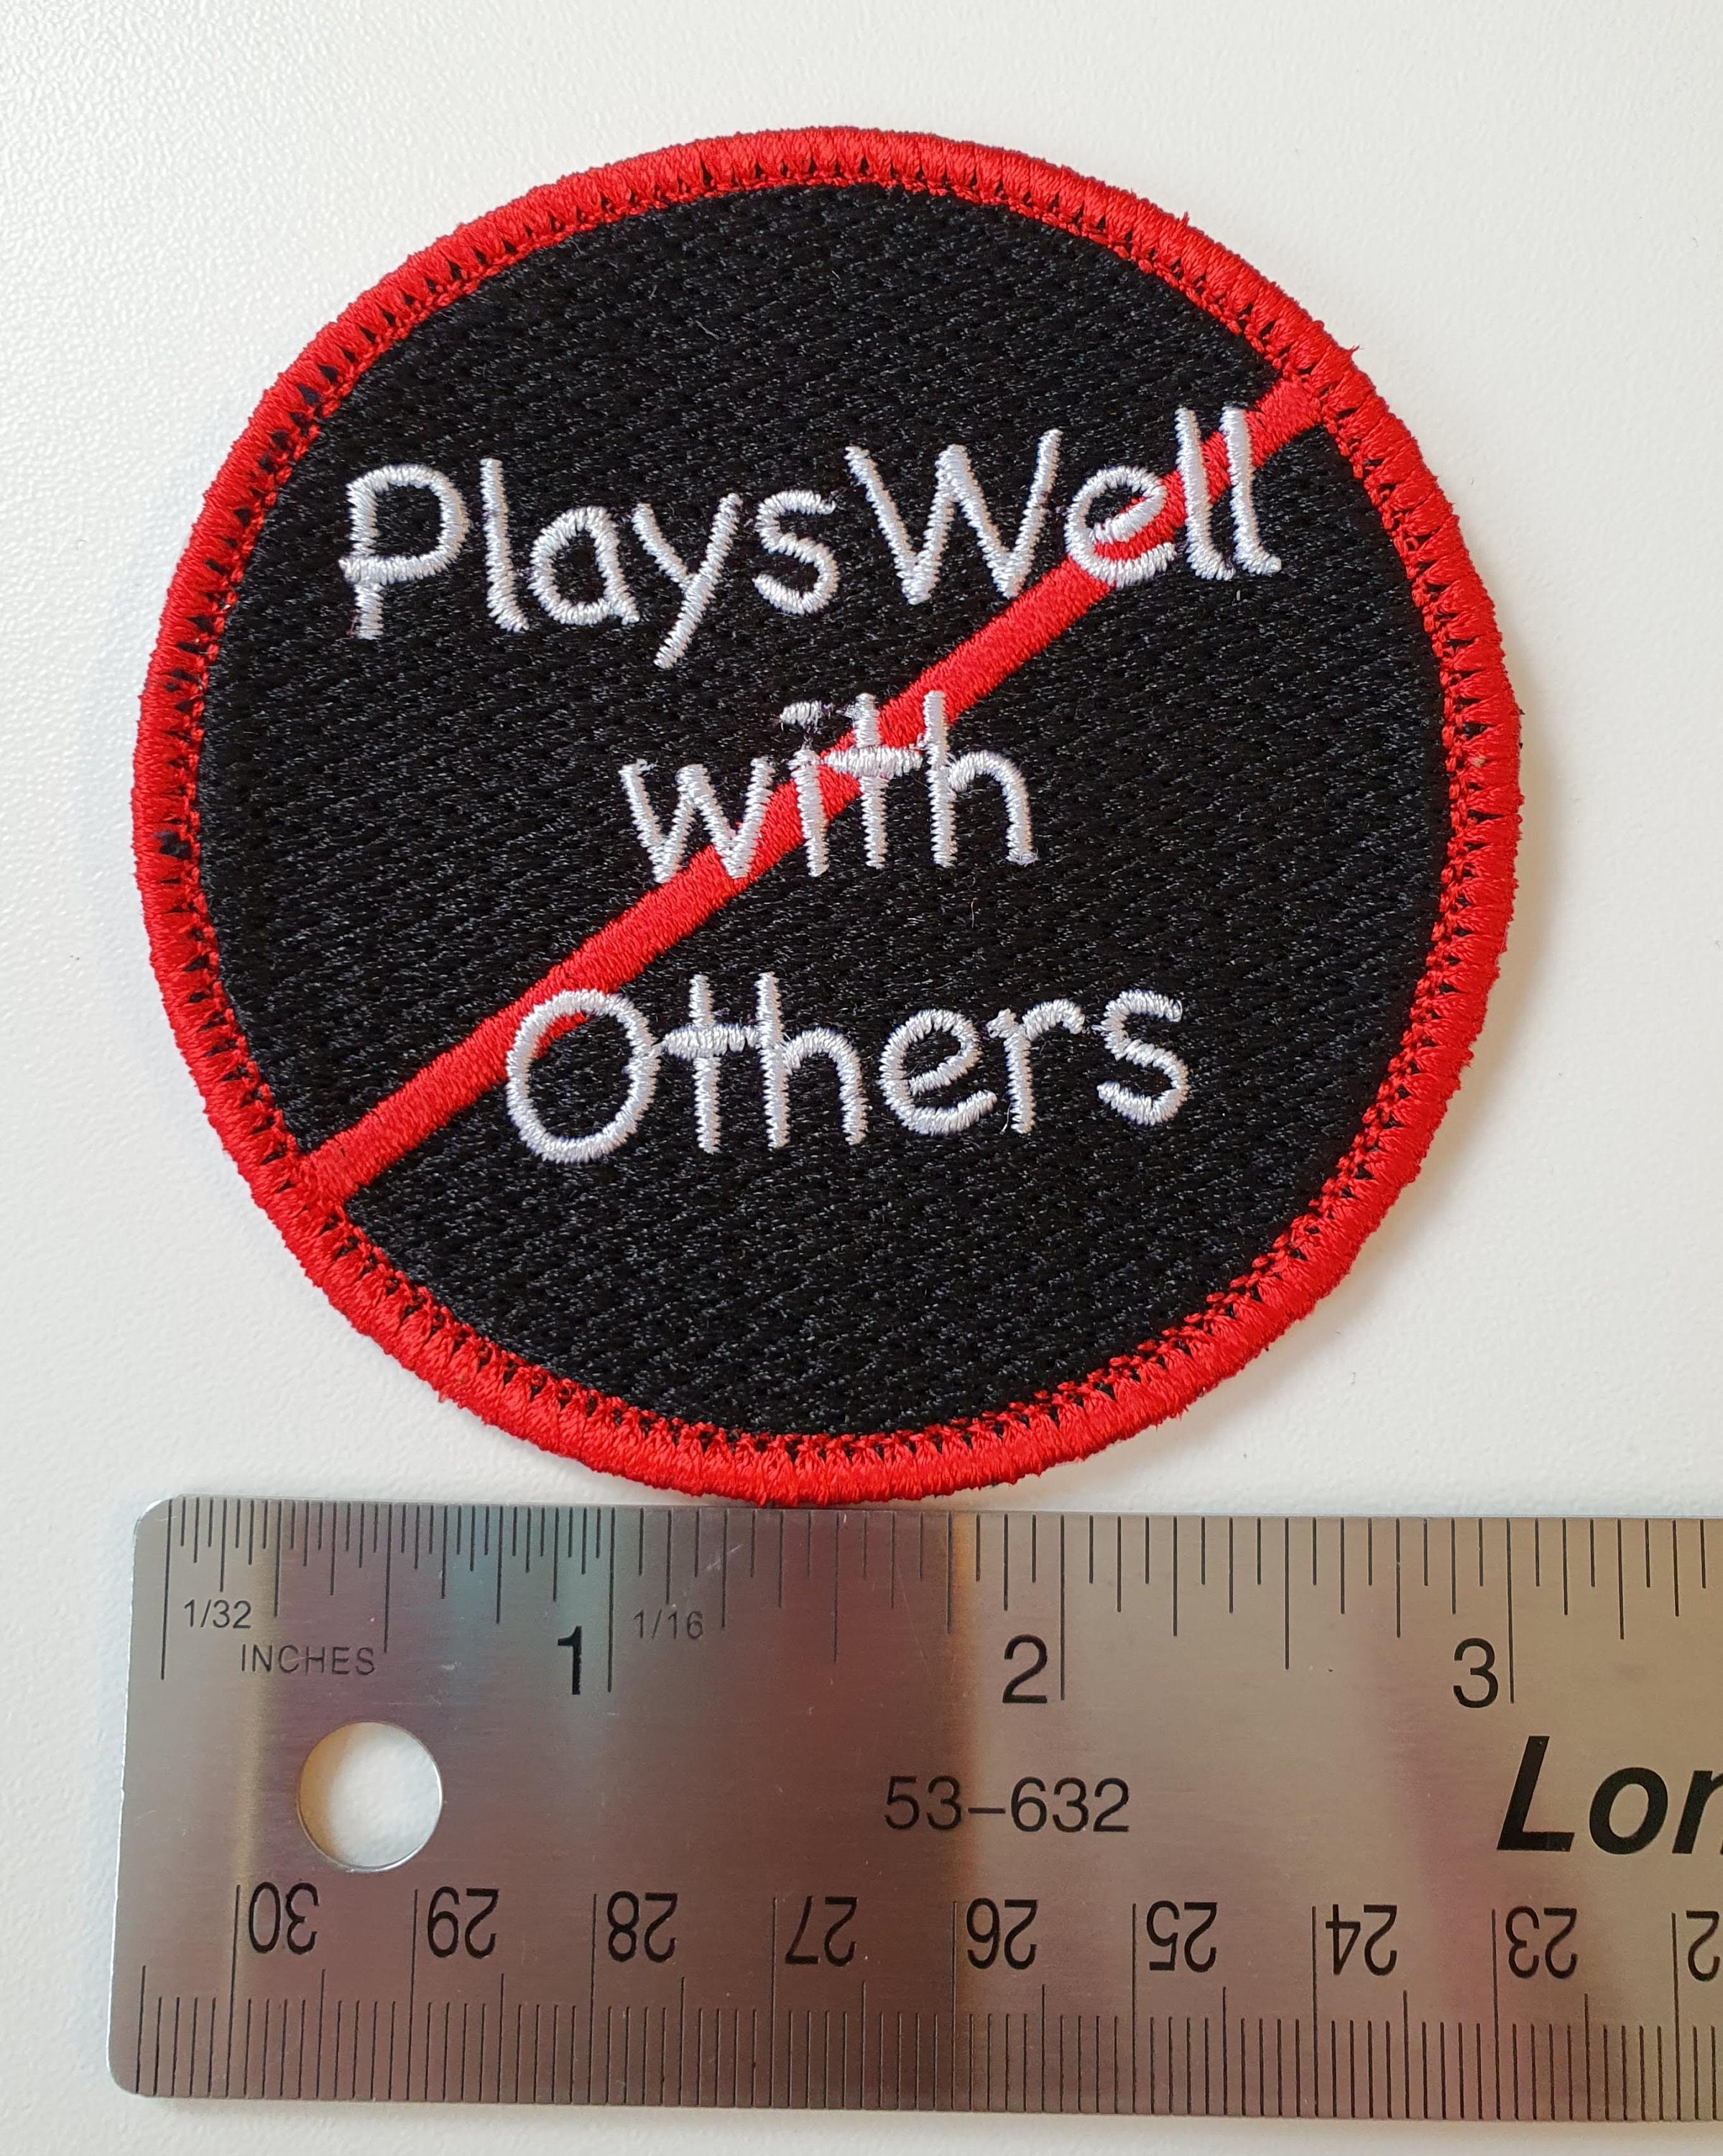 Plays Well
with
Others
1/32
INCHES
1
1/16
2
3
53-632
30 29 28 27 26 25 24 23